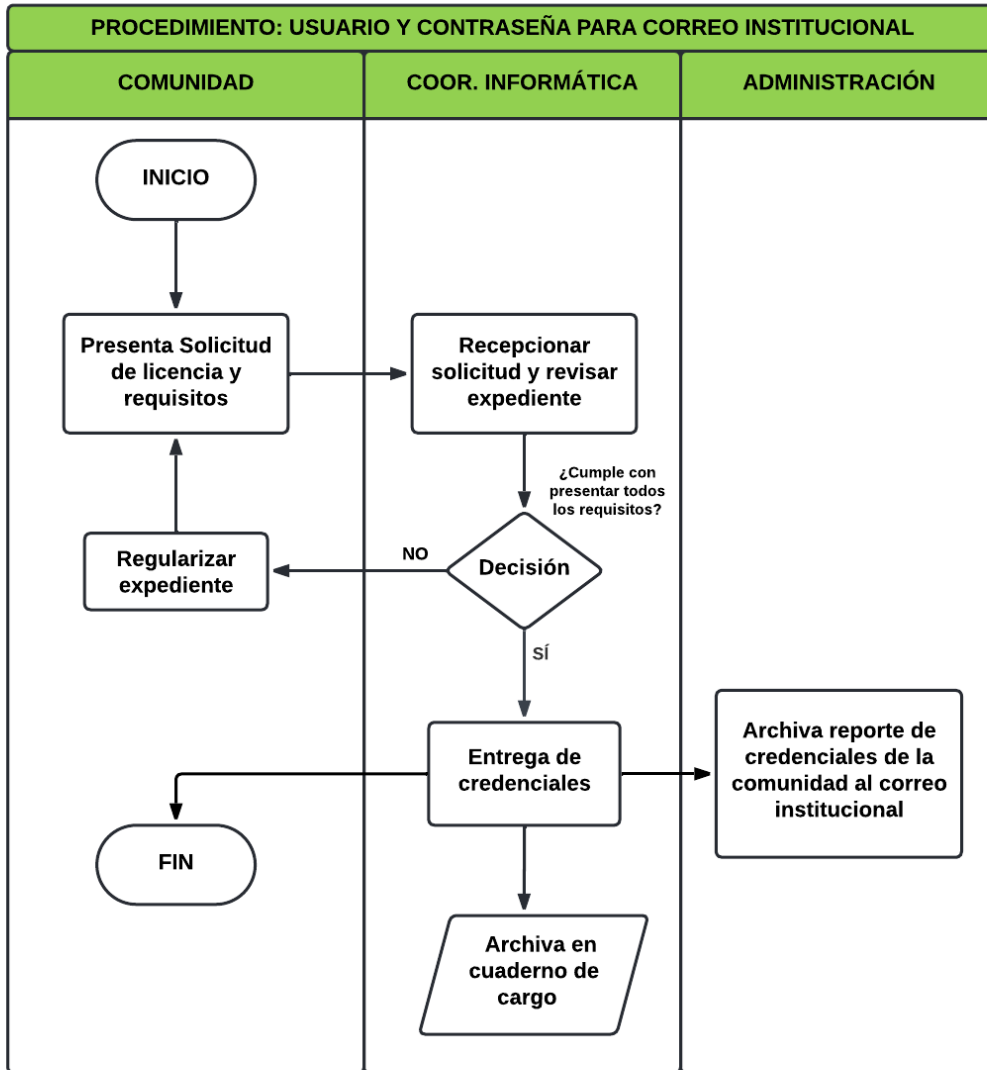 PROCEDIMIENTO: USUARIO Y CONTRASEÑA PARA CORREO INSTITUCIONAL
COMUNIDAD
COOR. INFORMÁTICA
ADMINISTRACIÓN
INICIO
Presenta Solicitud
de licencia y
requisitos
Recepcionar
solicitud y revisar
expediente
¿Cumple con
presentar todos
los requisitos?
Decisión
NO
Regularizar
expediente
SÍ
Entrega de
credenciales
Archiva reporte de
credenciales de la
comunidad al correo
institucional
FIN
Archiva en
cuaderno de
cargo